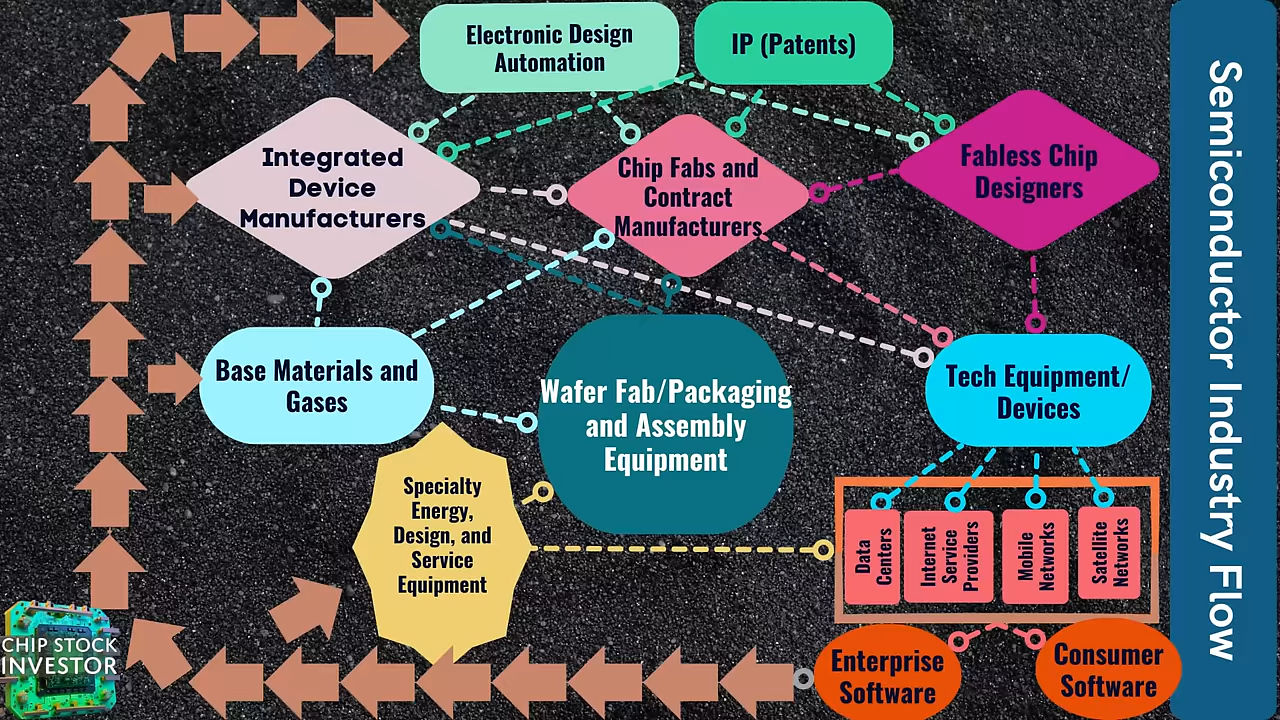 Electronic Design
Automation
IP (Patents)
Integrated
Device
Manufacturers
Chip Fabs and
Contract
Manufacturers
Fabless Chip
Designers
Base Materials and
Gases
Wafer Fab/Packaging
and Assembly
Equipment
Tech Equipment/
Devices
Specialty
Energy,
Design, and
Service
Equipment
Data
Centers
Internet
Service
Providers
Mobile
Networks
Satellite
Networks
Enterprise
Software
Consumer
Software
CHIP STOCK
INVESTOR
Semiconductor Industry Flow